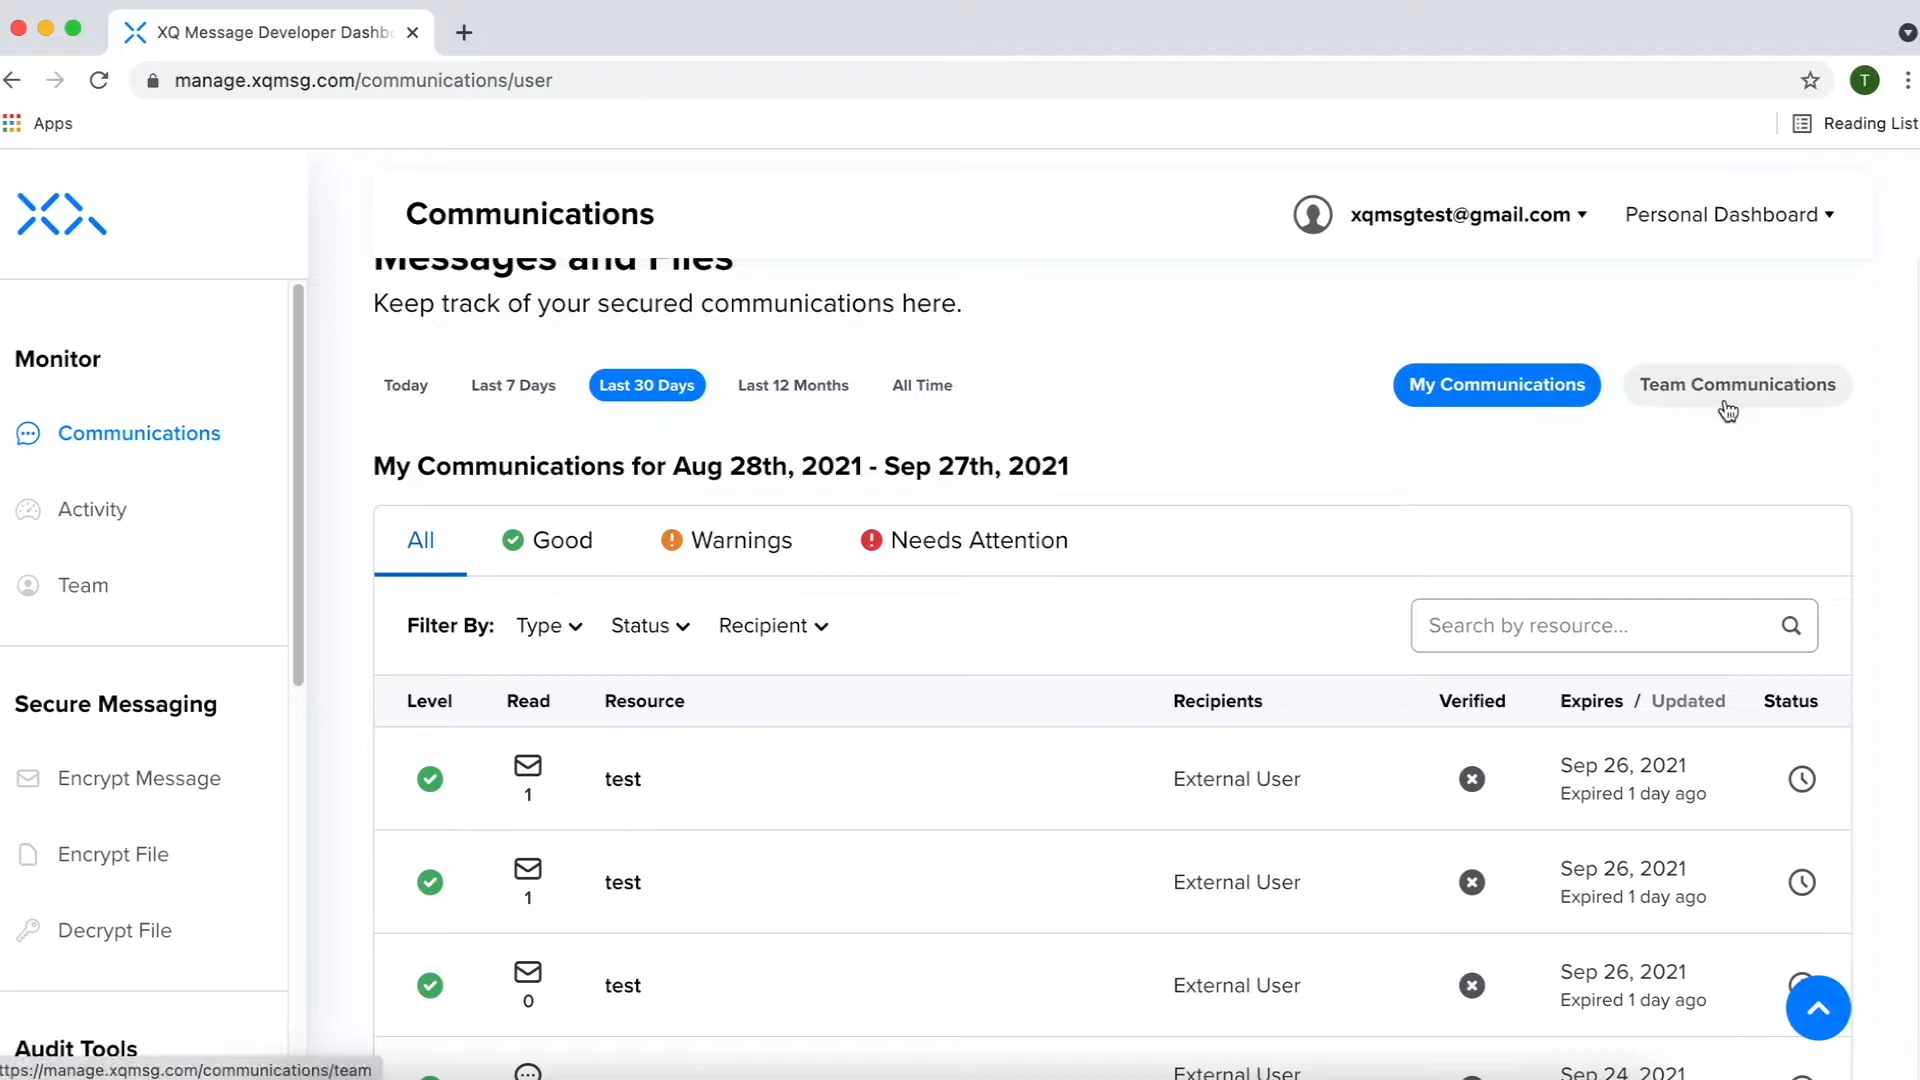 XQ Message Developer Dashb
manage.xqmsg.com/communications/user
T
Apps
Reading List
Communications
xqmsgtest@gmail.com
Personal Dashboard
Messages and Files
Keep track of your secured communications here.
Monitor
Today
Last 7 Days
Last 30 Days
Last 12 Months
All Time
My Communications
Team Communications
Communications
My Communications for Aug 28th, 2021 - Sep 27th, 2021
Activity
All
Good
Warnings
Needs Attention
Team
Filter By:
Type
Status
Recipient
Search by resource...
Secure Messaging
Level
Read
Resource
Recipients
Verified
Expires / Updated
Status
Encrypt Message
1
test
External User
Sep 26, 2021
Expired 1 day ago
Encrypt File
1
test
External User
Sep 26, 2021
Expired 1 day ago
Decrypt File
0
test
External User
Sep 26, 2021
Expired 1 day ago
Audit Tools
External User
Sep 24, 2021
ttps://manage.xqmsg.com/communications/team